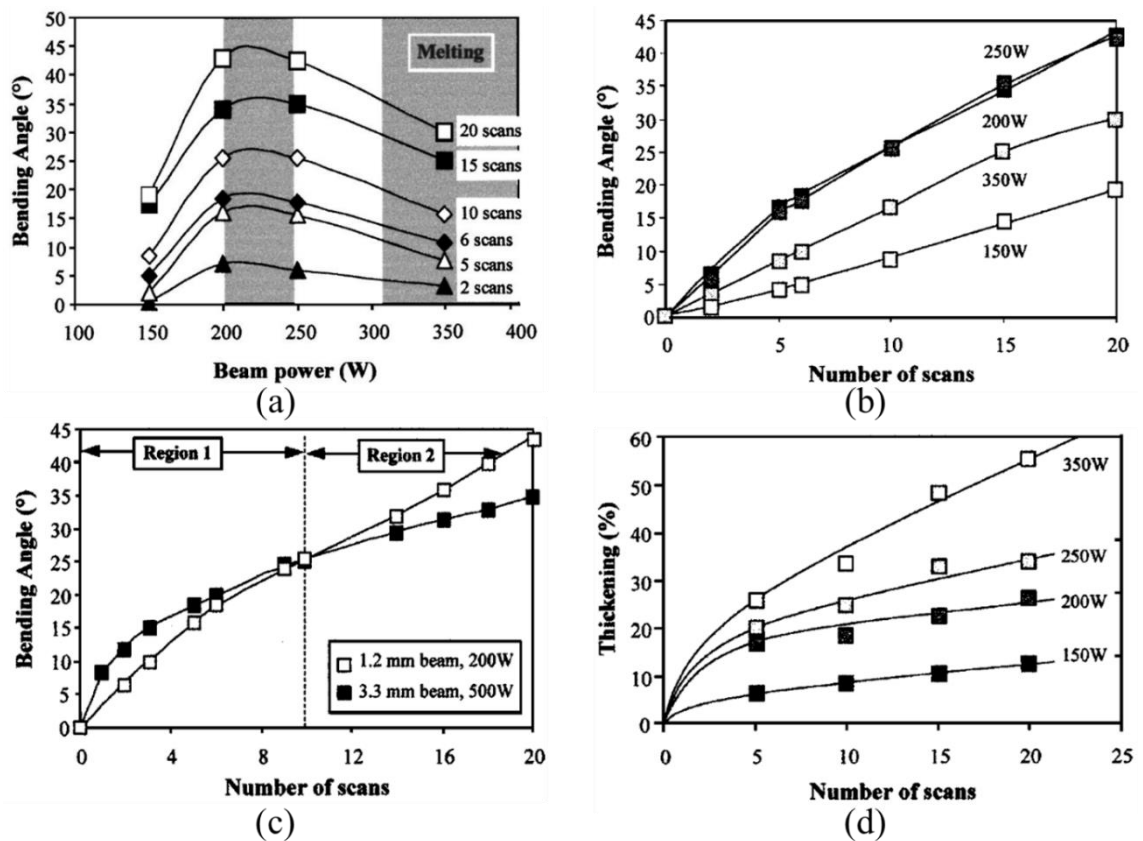 50
45
40
35
30
25
20
15
10
5
0
Bending Angle (°)
Melting
20 scans
15 scans
10 scans
6 scans
5 scans
2 scans
100
150
200
250
300
350
400
Beam power (W)
(a)
45
40
35
30
25
20
15
10
5
0
Bending Angle (°)
250W
200W
350W
150W
0
5
10
15
20
Number of scans
(b)
45
40
35
30
25
20
15
10
5
0
Bending Angle (°)
Region 1
Region 2
1.2 mm beam, 200W
3.3 mm beam, 500W
0
4
8
12
16
20
Number of scans
(c)
60
50
40
30
20
10
0
Thickening (%)
350W
250W
200W
150W
0
5
10
15
20
25
Number of scans
(d)